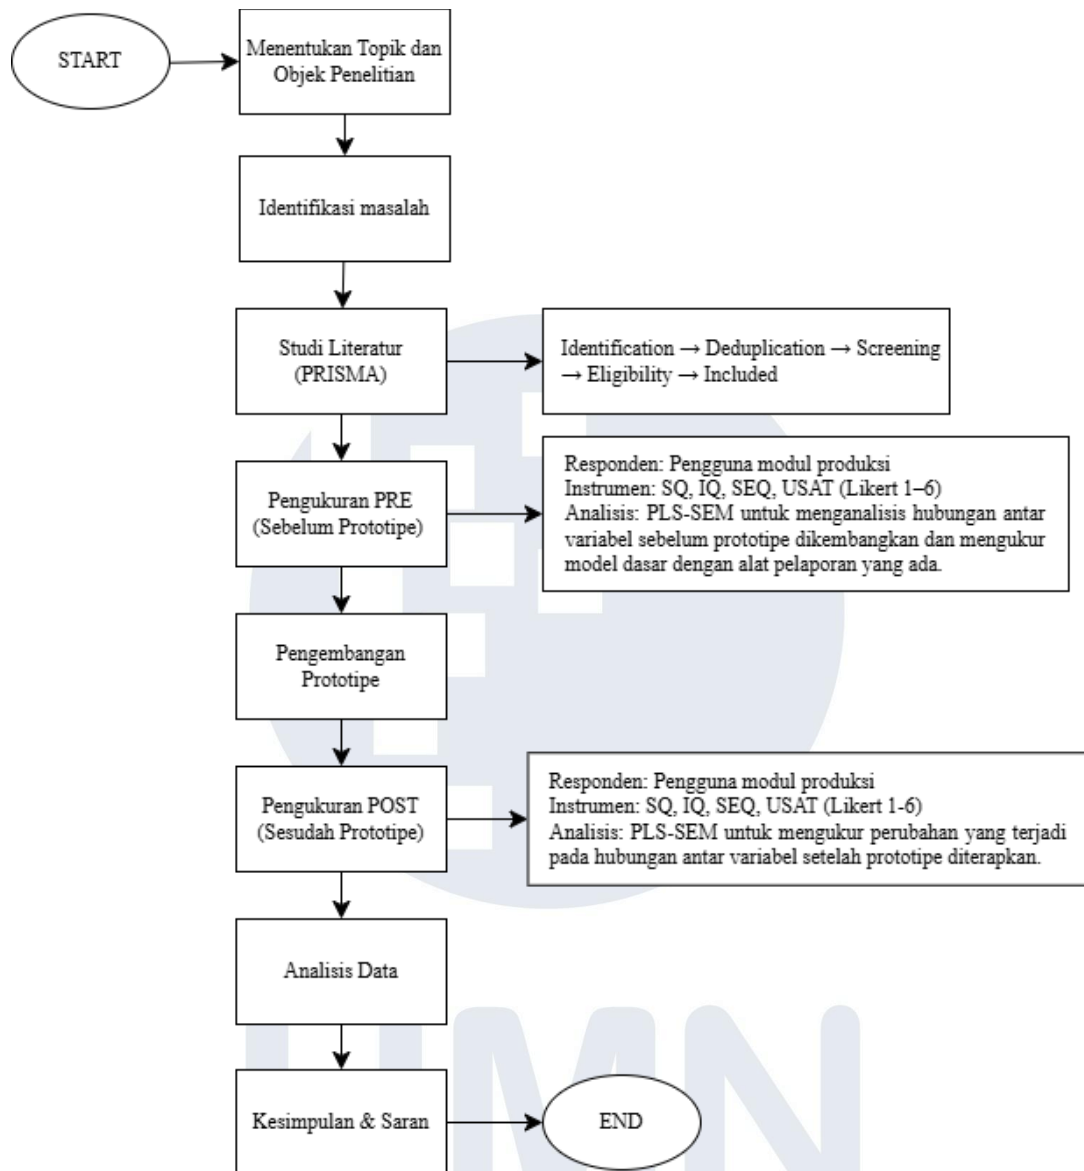 START
Menentukan Topik dan
Objek Penelitian
Identifikasi masalah
Studi Literatur
(PRISMA)
Identification → Deduplication → Screening
→ Eligibility → Included
Pengukuran PRE
(Sebelum Prototipe)
Responden: Pengguna modul produksi
Instrumen: SQ, IQ, SEQ, USAT (Likert 1–6)
Analisis: PLS-SEM untuk menganalisis hubungan antar
variabel sebelum prototipe dikembangkan dan mengukur
model dasar dengan alat pelaporan yang ada.
Pengembangan
Prototipe
Pengukuran POST
(Sesudah Prototipe)
Responden: Pengguna modul produksi
Instrumen: SQ, IQ, SEQ, USAT (Likert 1-6)
Analisis: PLS-SEM untuk mengukur perubahan yang terjadi
pada hubungan antar variabel setelah prototipe diterapkan.
Analisis Data
UMN
Kesimpulan & Saran
END